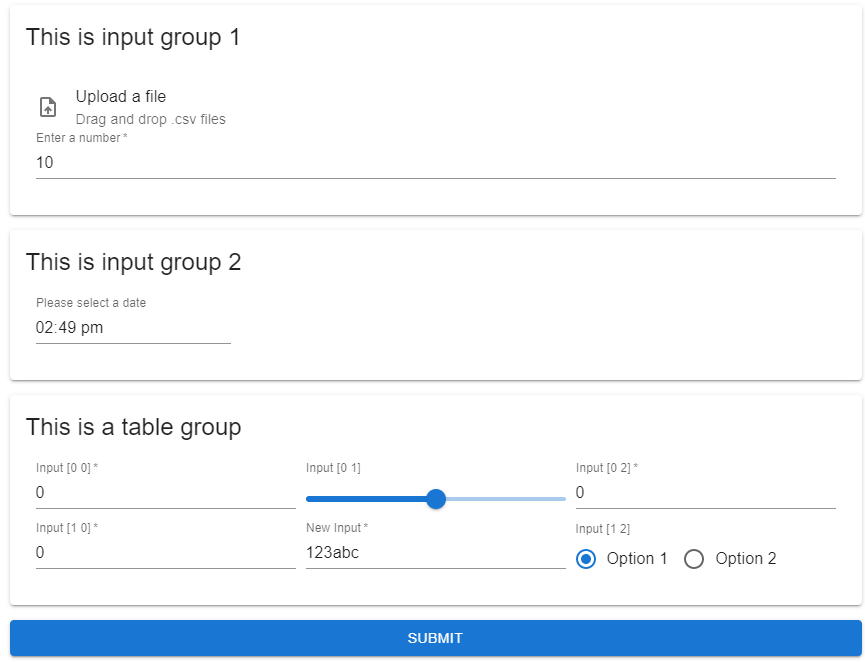 This is input group 1
Upload a file
Drag and drop .csv files
Enter a number *
10
This is input group 2
Please select a date
02:49 pm
This is a table group
Input [0 0] *
Input [0 1]
Input [0 2] *
0
0
Input [1 0] *
New Input *
Input [1 2]
0
123abc
Option 1
Option 2
SUBMIT